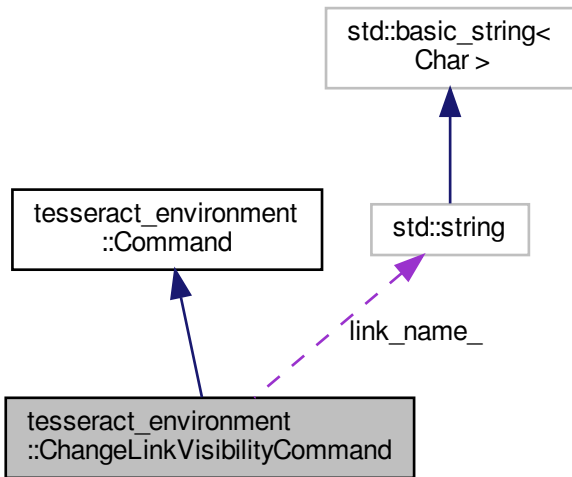 std::basic_string<
Char >
tesseract_environment
::Command
std::string
link_name_
tesseract_environment
::ChangeLinkVisibilityCommand